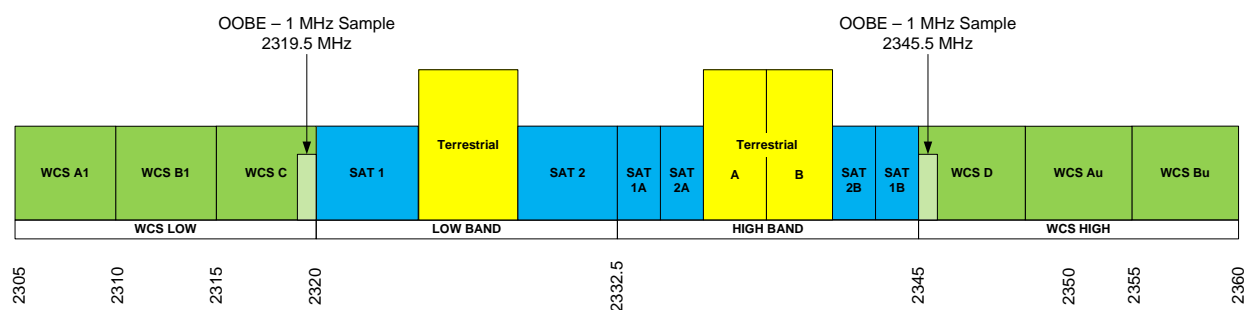 OOBE – 1 MHz Sample
2319.5 MHz
OOBE – 1 MHz Sample
2345.5 MHz
WCS A1
WCS B1
WCS C
SAT 1
Terrestrial
SAT 2
SAT
1A
SAT
2A
Terrestrial
A
B
SAT
2B
SAT
1B
WCS D
WCS Au
WCS Bu
WCS LOW
LOW BAND
HIGH BAND
WCS HIGH
2305
2310
2315
2320
2332.5
2345
2350
2355
2360